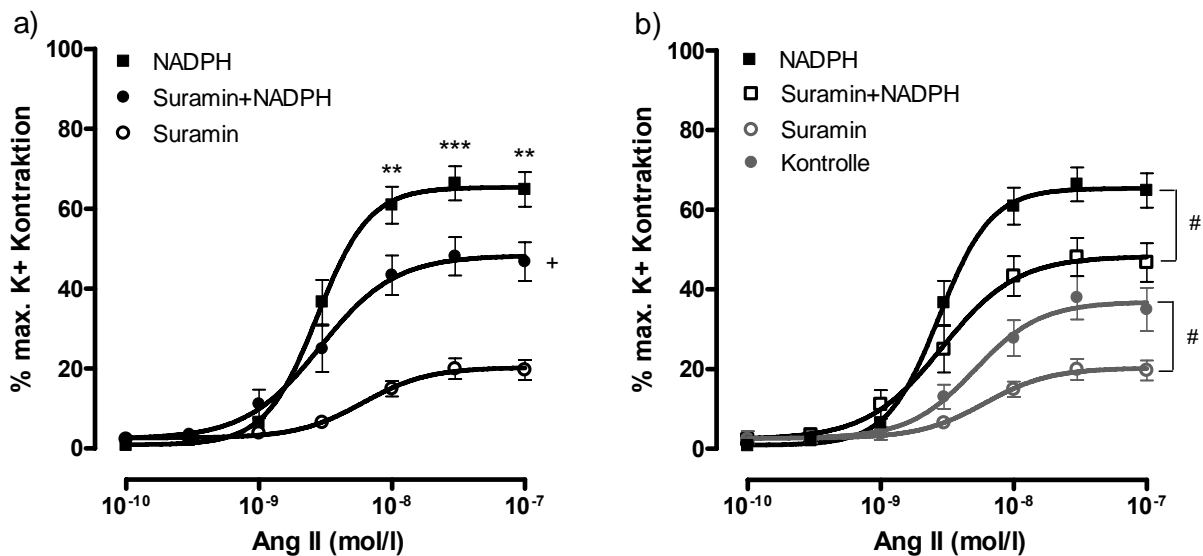 a)
% max. K+ Kontraktion
100
80
60
40
20
0
NADPH
Suramin+NADPH
Suramin
**
***
**
+
10-10
10-9
10-8
10-7
Ang II (mol/l)
b)
% max. K+ Kontraktion
100
80
60
40
20
0
NADPH
Suramin+NADPH
Suramin
Kontrolle
#
#
10-10
10-9
10-8
10-7
Ang II (mol/l)